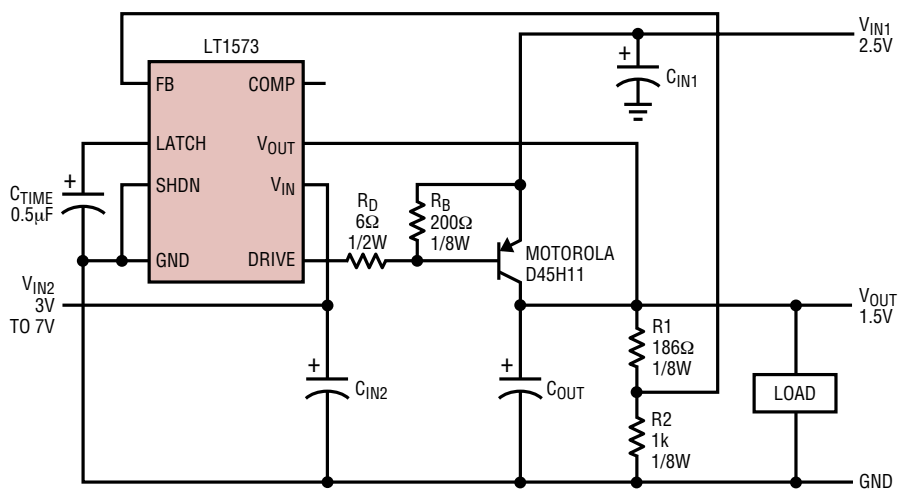 LT1573
FB
COMP
LATCH
VOUT
SHDN
VIN
GND
DRIVE
CTIME
0.5µF
VIN2
3V
TO 7V
RD
6Ω
1/2W
RB
200Ω
1/8W
MOTOROLA
D45H11
VIN1
2.5V
+
CIN1
+
+
CIN2
+
COUT
R1
186Ω
1/8W
R2
1k
1/8W
LOAD
VOUT
1.5V
GND